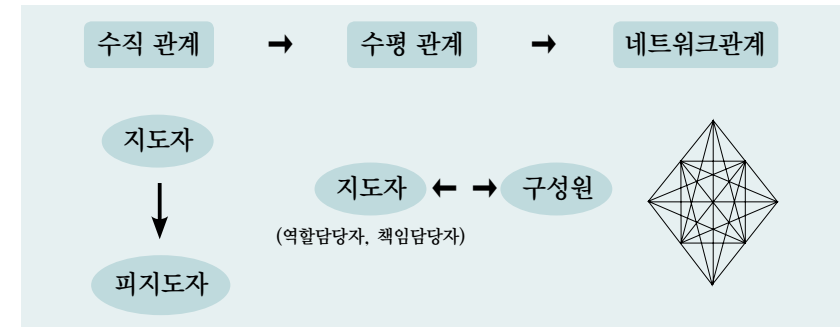 수직 관계 → 수평 관계 → 네트워크관계
지도자
지도자 ← → 구성원
(역할담당자, 책임담당자)
피지도자